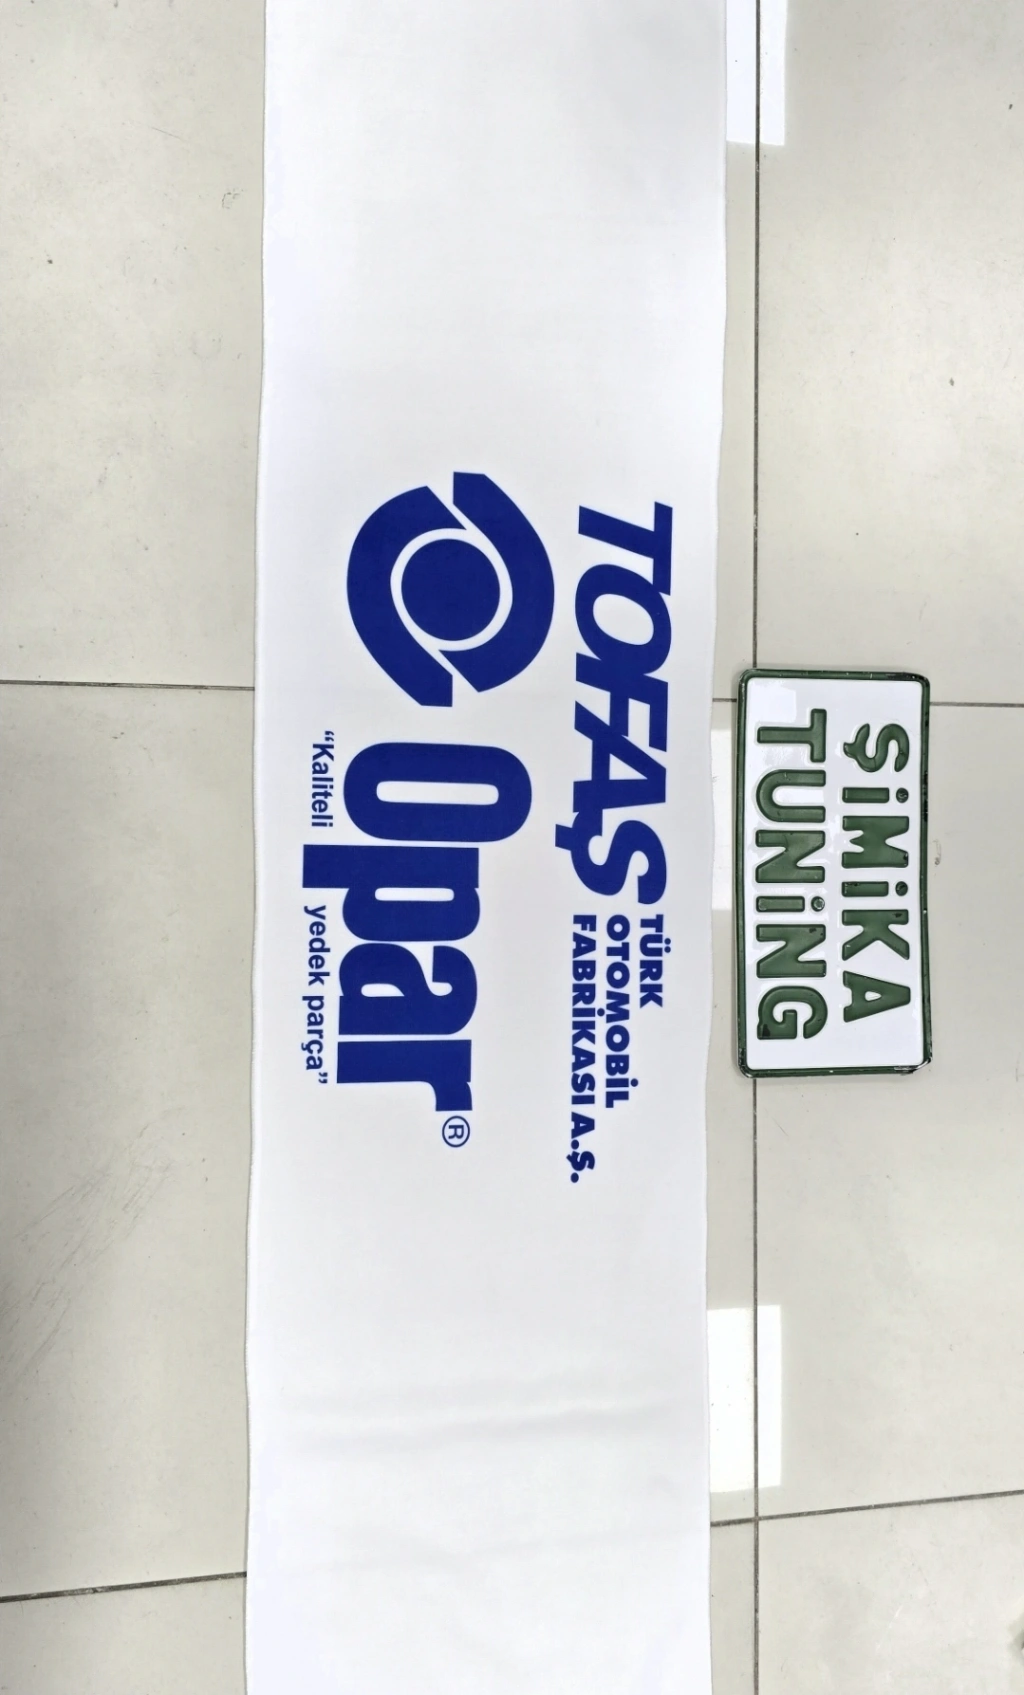 TOFAŞ
TÜRK
OTOMOBİL
FABRİKASI A.Ş.
Opar®
"Kaliteli yedek parça"
ŞİMİKA
TUNİNG